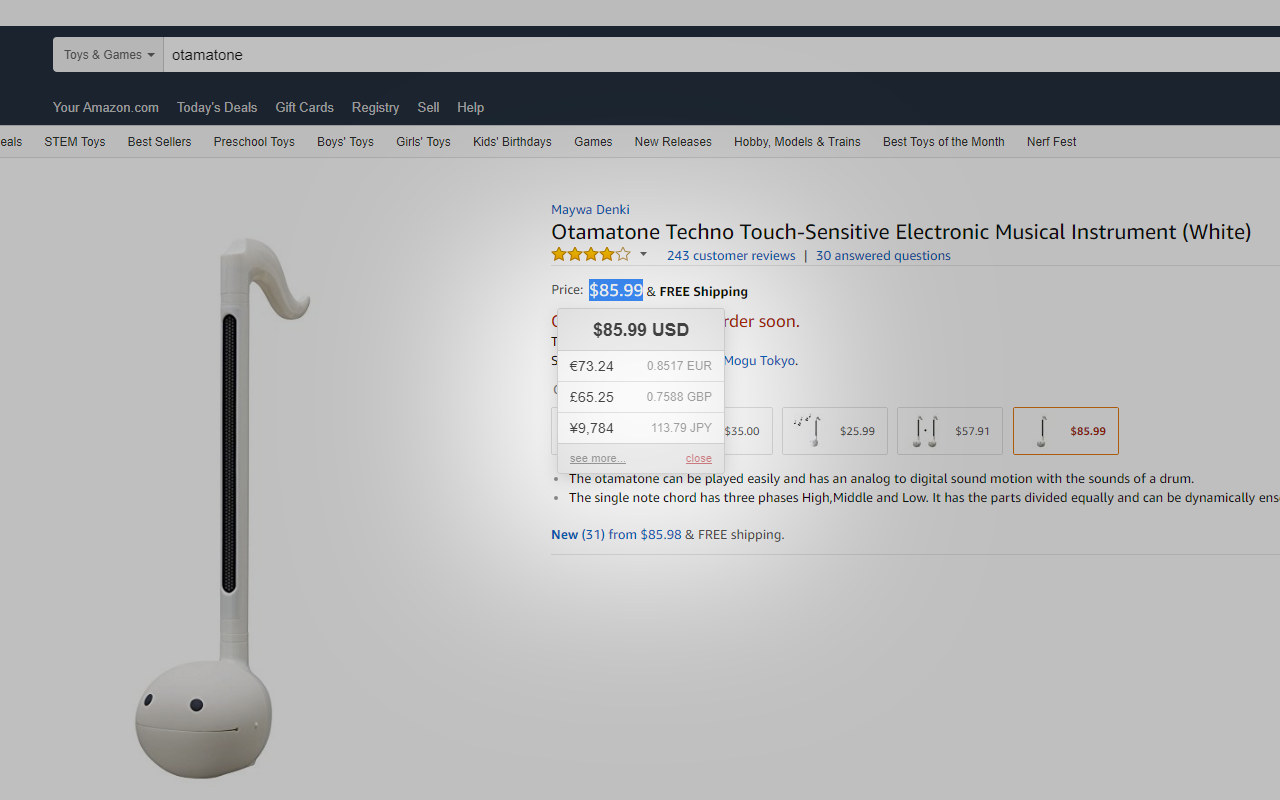 Toys & Games
otamatone
Your Amazon.com Today's Deals Gift Cards Registry Sell Help
eals STEM Toys Best Sellers Preschool Toys Boys' Toys Girls' Toys Kids' Birthdays Games New Releases Hobby, Models & Trains Best Toys of the Month Nerf Fest
Maywa Denki
Otamatone Techno Touch-Sensitive Electronic Musical Instrument (White)
243 customer reviews | 30 answered questions
Price: $85.99 & FREE Shipping
rder soon.
Mogu Tokyo.
$85.99 USD
€73.24 0.8517 EUR
£65.25 0.7588 GBP
¥9,784 113.79 JPY
see more... close
$35.00 $25.99 $57.91 $85.99
• The otamatone can be played easily and has an analog to digital sound motion with the sounds of a drum.
• The single note chord has three phases High,Middle and Low. It has the parts divided equally and can be dynamically ens
New (31) from $85.98 & FREE shipping.